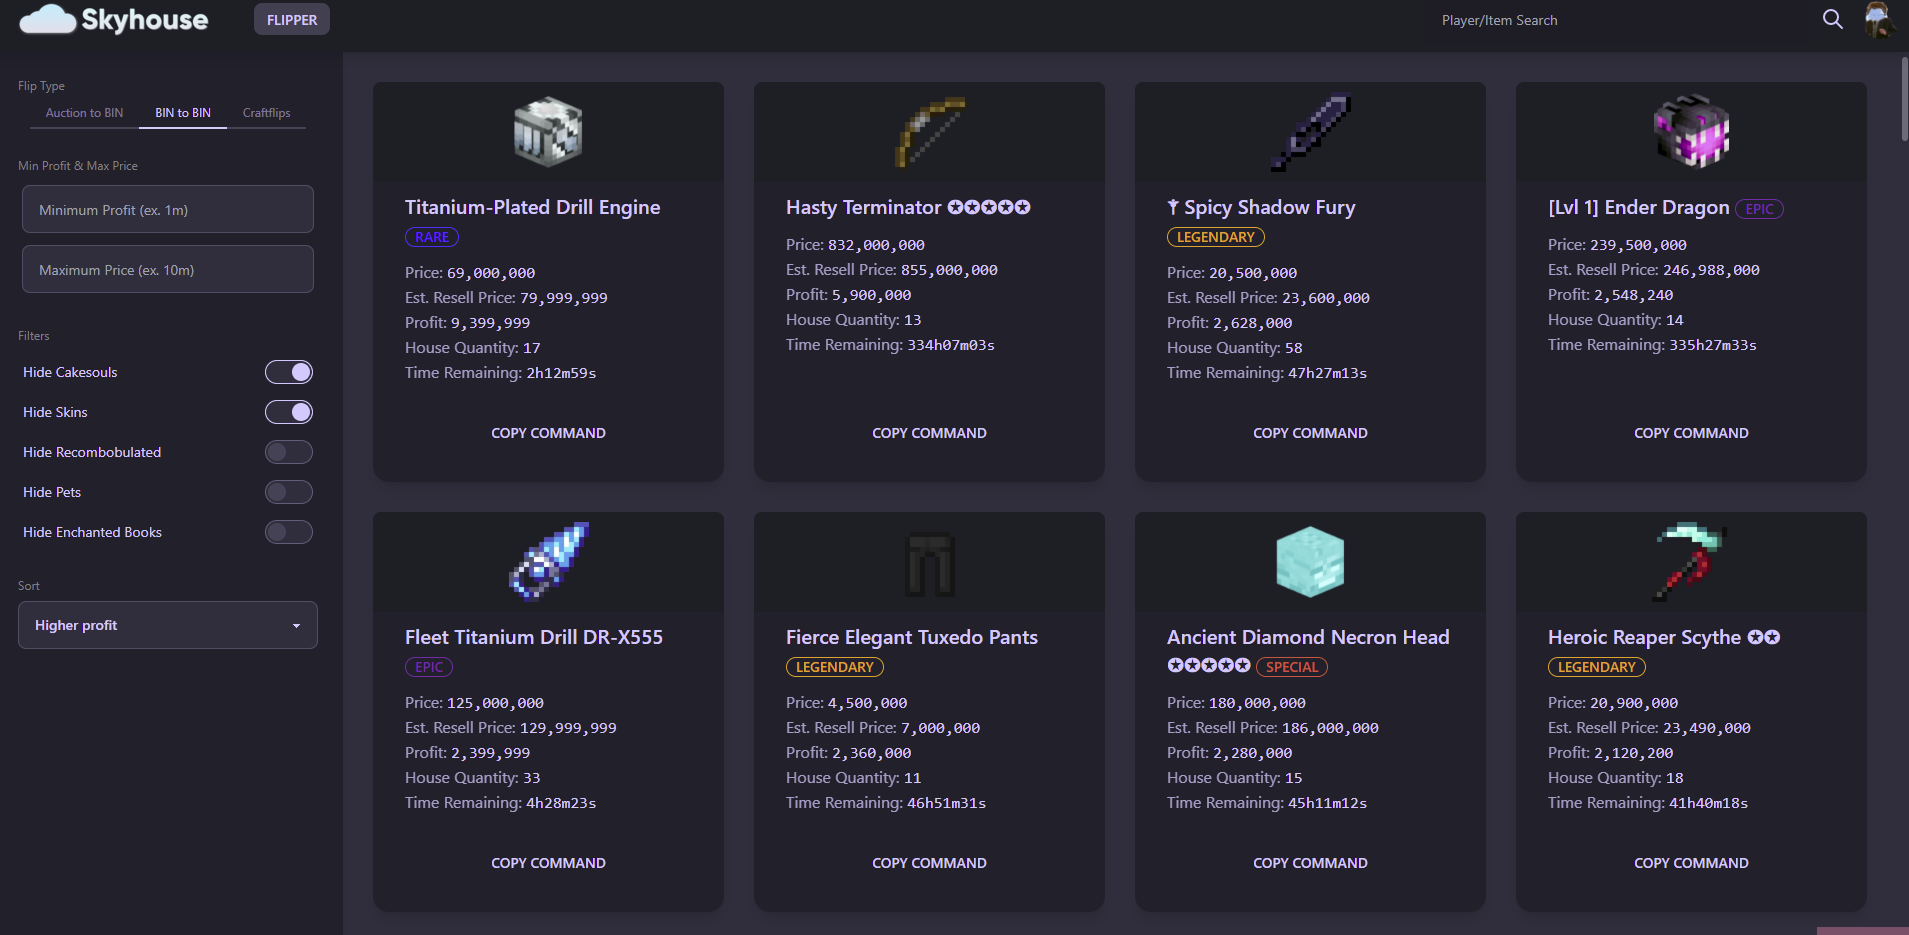 Skyhouse
FLIPPER
Player/Item Search
Flip Type
Auction to BIN
BIN to BIN
Craftflips
Min Profit & Max Price
Minimum Profit (ex. 1m)
Maximum Price (ex. 10m)
Filters
Hide Cakesouls
Hide Skins
Hide Recombobulated
Hide Pets
Hide Enchanted Books
Sort
Higher profit
Titanium-Plated Drill Engine
RARE
Price: 69,000,000
Est. Resell Price: 79,999,999
Profit: 9,399,999
House Quantity: 17
Time Remaining: 2h12m59s
COPY COMMAND
Hasty Terminator ✪✪✪✪✪
Price: 832,000,000
Est. Resell Price: 855,000,000
Profit: 5,900,000
House Quantity: 13
Time Remaining: 334h07m03s
COPY COMMAND
⚚ Spicy Shadow Fury
LEGENDARY
Price: 20,500,000
Est. Resell Price: 23,600,000
Profit: 2,628,000
House Quantity: 58
Time Remaining: 47h27m13s
COPY COMMAND
[Lvl 1] Ender Dragon EPIC
Price: 239,500,000
Est. Resell Price: 246,988,000
Profit: 2,548,240
House Quantity: 14
Time Remaining: 335h27m33s
COPY COMMAND
Fleet Titanium Drill DR-X555
EPIC
Price: 125,000,000
Est. Resell Price: 129,999,999
Profit: 2,399,999
House Quantity: 33
Time Remaining: 4h28m23s
COPY COMMAND
Fierce Elegant Tuxedo Pants
LEGENDARY
Price: 4,500,000
Est. Resell Price: 7,000,000
Profit: 2,360,000
House Quantity: 11
Time Remaining: 46h51m31s
COPY COMMAND
Ancient Diamond Necron Head
✪✪✪✪✪ SPECIAL
Price: 180,000,000
Est. Resell Price: 186,000,000
Profit: 2,280,000
House Quantity: 15
Time Remaining: 45h11m12s
COPY COMMAND
Heroic Reaper Scythe ✪✪
LEGENDARY
Price: 20,900,000
Est. Resell Price: 23,490,000
Profit: 2,120,200
House Quantity: 18
Time Remaining: 41h40m18s
COPY COMMAND